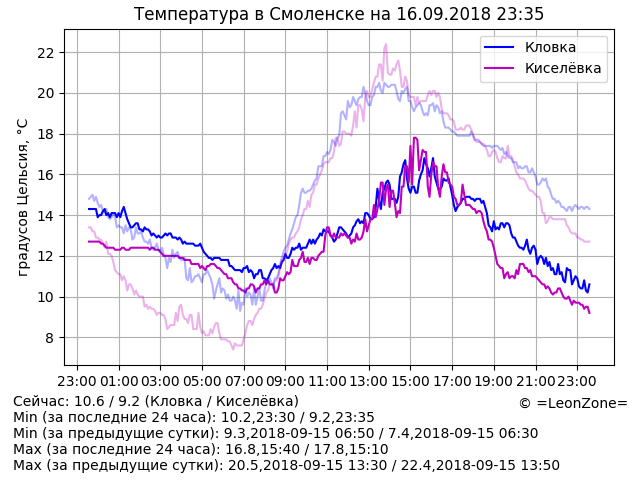 Температура в Смоленске на 16.09.2018 23:35
Кловка
Киселёвка
градусов Цельсия, °C
22
20
18
16
14
12
10
8
23:00 01:00 03:00 05:00 07:00 09:00 11:00 13:00 15:00 17:00 19:00 21:00 23:00
Сейчас: 10.6 / 9.2 (Кловка / Киселёвка)
© =LeonZone=
Min (за последние 24 часа): 10.2,23:30 / 9.2,23:35
Min (за предыдущие сутки): 9.3,2018-09-15 06:50 / 7.4,2018-09-15 06:30
Max (за последние 24 часа): 16.8,15:40 / 17.8,15:10
Max (за предыдущие сутки): 20.5,2018-09-15 13:30 / 22.4,2018-09-15 13:50